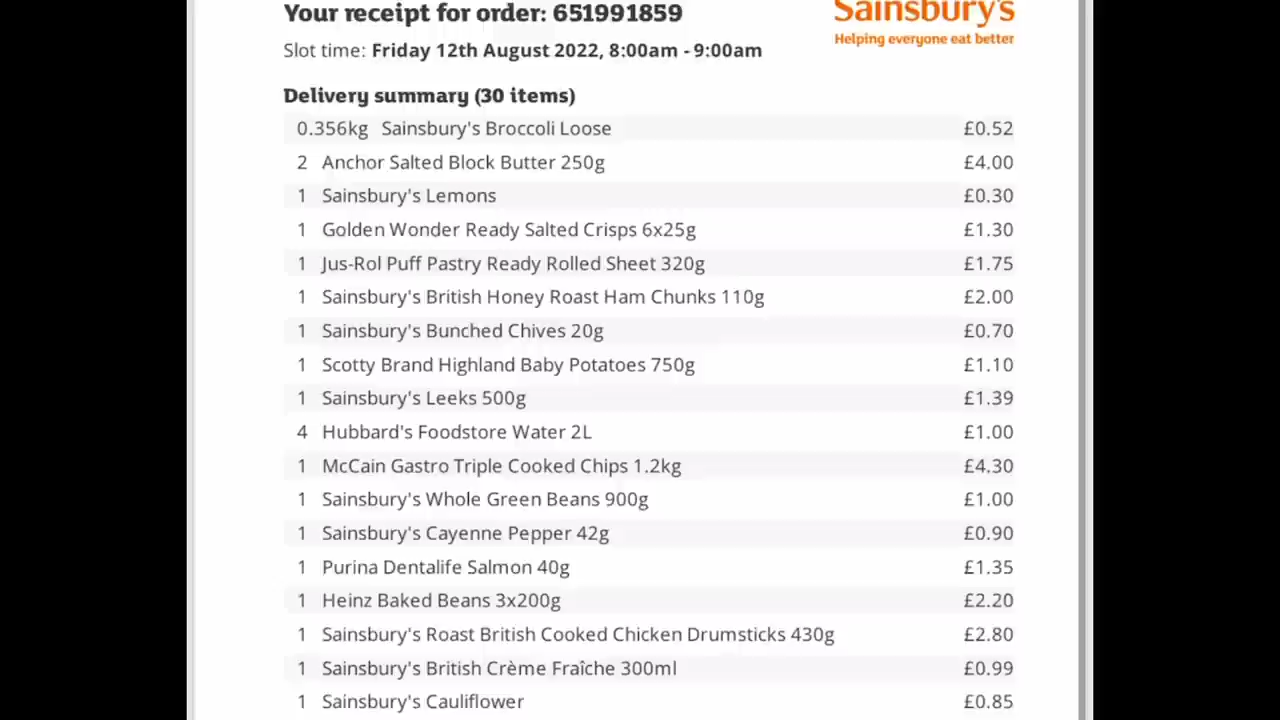 Your receipt for order: 651991859
Sainsbury's
Slot time: Friday 12th August 2022, 8:00am - 9:00am
Helping everyone eat better
Delivery summary (30 items)
0.356kg Sainsbury's Broccoli Loose £0.52
2 Anchor Salted Block Butter 250g £4.00
1 Sainsbury's Lemons £0.30
1 Golden Wonder Ready Salted Crisps 6x25g £1.30
1 Jus-Rol Puff Pastry Ready Rolled Sheet 320g £1.75
1 Sainsbury's British Honey Roast Ham Chunks 110g £2.00
1 Sainsbury's Bunched Chives 20g £0.70
1 Scotty Brand Highland Baby Potatoes 750g £1.10
1 Sainsbury's Leeks 500g £1.39
4 Hubbard's Foodstore Water 2L £1.00
1 McCain Gastro Triple Cooked Chips 1.2kg £4.30
1 Sainsbury's Whole Green Beans 900g £1.00
1 Sainsbury's Cayenne Pepper 42g £0.90
1 Purina Dentalife Salmon 40g £1.35
1 Heinz Baked Beans 3x200g £2.20
1 Sainsbury's Roast British Cooked Chicken Drumsticks 430g £2.80
1 Sainsbury's British Crème Fraîche 300ml £0.99
1 Sainsbury's Cauliflower £0.85